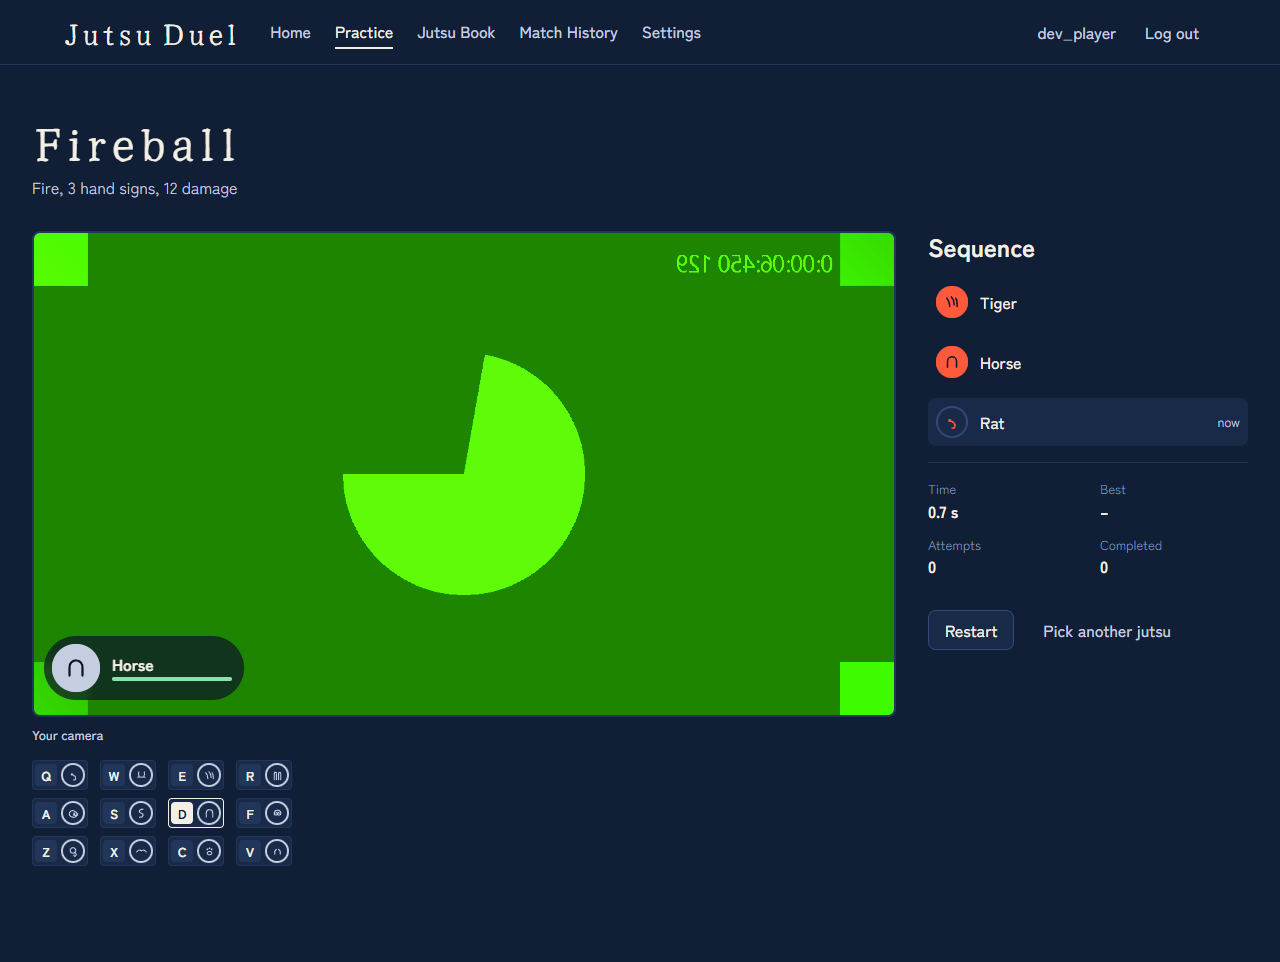 Jutsu Duel Home Practice Jutsu Book Match History Settings dev_player Log out
Fireball
Fire, 3 hand signs, 12 damage
0:00:06:450 129
Horse
Your camera
Q W E R
A S D F
Z X C V
Sequence
Tiger
Horse
Rat now
Time Best
0.7 s –
Attempts Completed
0 0
Restart Pick another jutsu